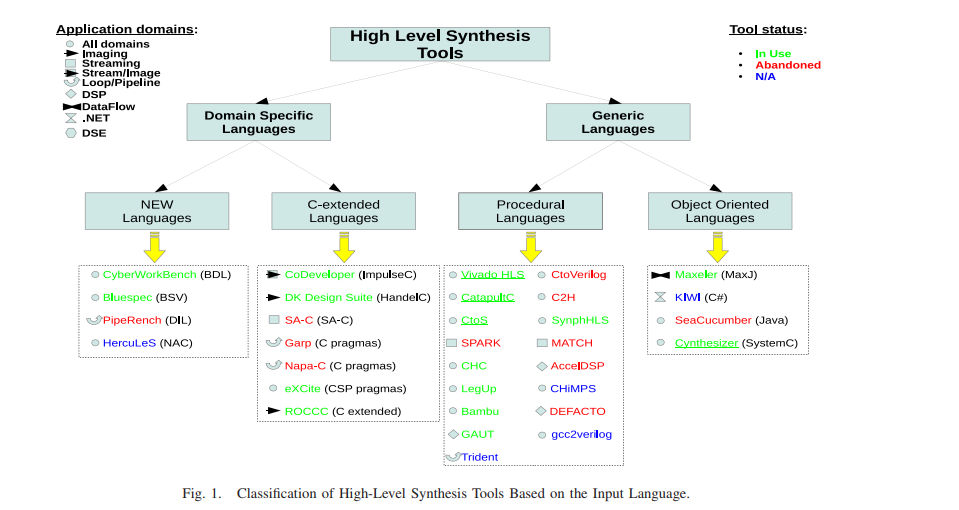 Application domains:
All domains
Imaging
Streaming
Stream/Image
Loop/Pipeline
DSP
DataFlow
.NET
DSE
High Level Synthesis
Tools
Tool status:
In Use
Abandoned
N/A
Domain Specific
Languages
Generic
Languages
NEW
Languages
C-extended
Languages
Procedural
Languages
Object Oriented
Languages
CyberWorkBench (BDL)
Bluespec (BSV)
PipeRench (DIL)
HercuLeS (NAC)
CoDeveloper (ImpulseC)
DK Design Suite (HandelC)
SA-C (SA-C)
Garp (C pragmas)
Napa-C (C pragmas)
eXCite (CSP pragmas)
ROCCC (C extended)
Vivado HLS
CatapultC
CtoS
SPARK
CHC
LegUp
Bambu
GAUT
Trident
CtoVerilog
C2H
SynphHLS
MATCH
AccelDSP
CHiMPS
DEFACTO
gcc2verilog
Maxeler (MaxJ)
KIWI (C#)
SeaCucumber (Java)
Cynthesizer (SystemC)
Fig. 1. Classification of High-Level Synthesis Tools Based on the Input Language.